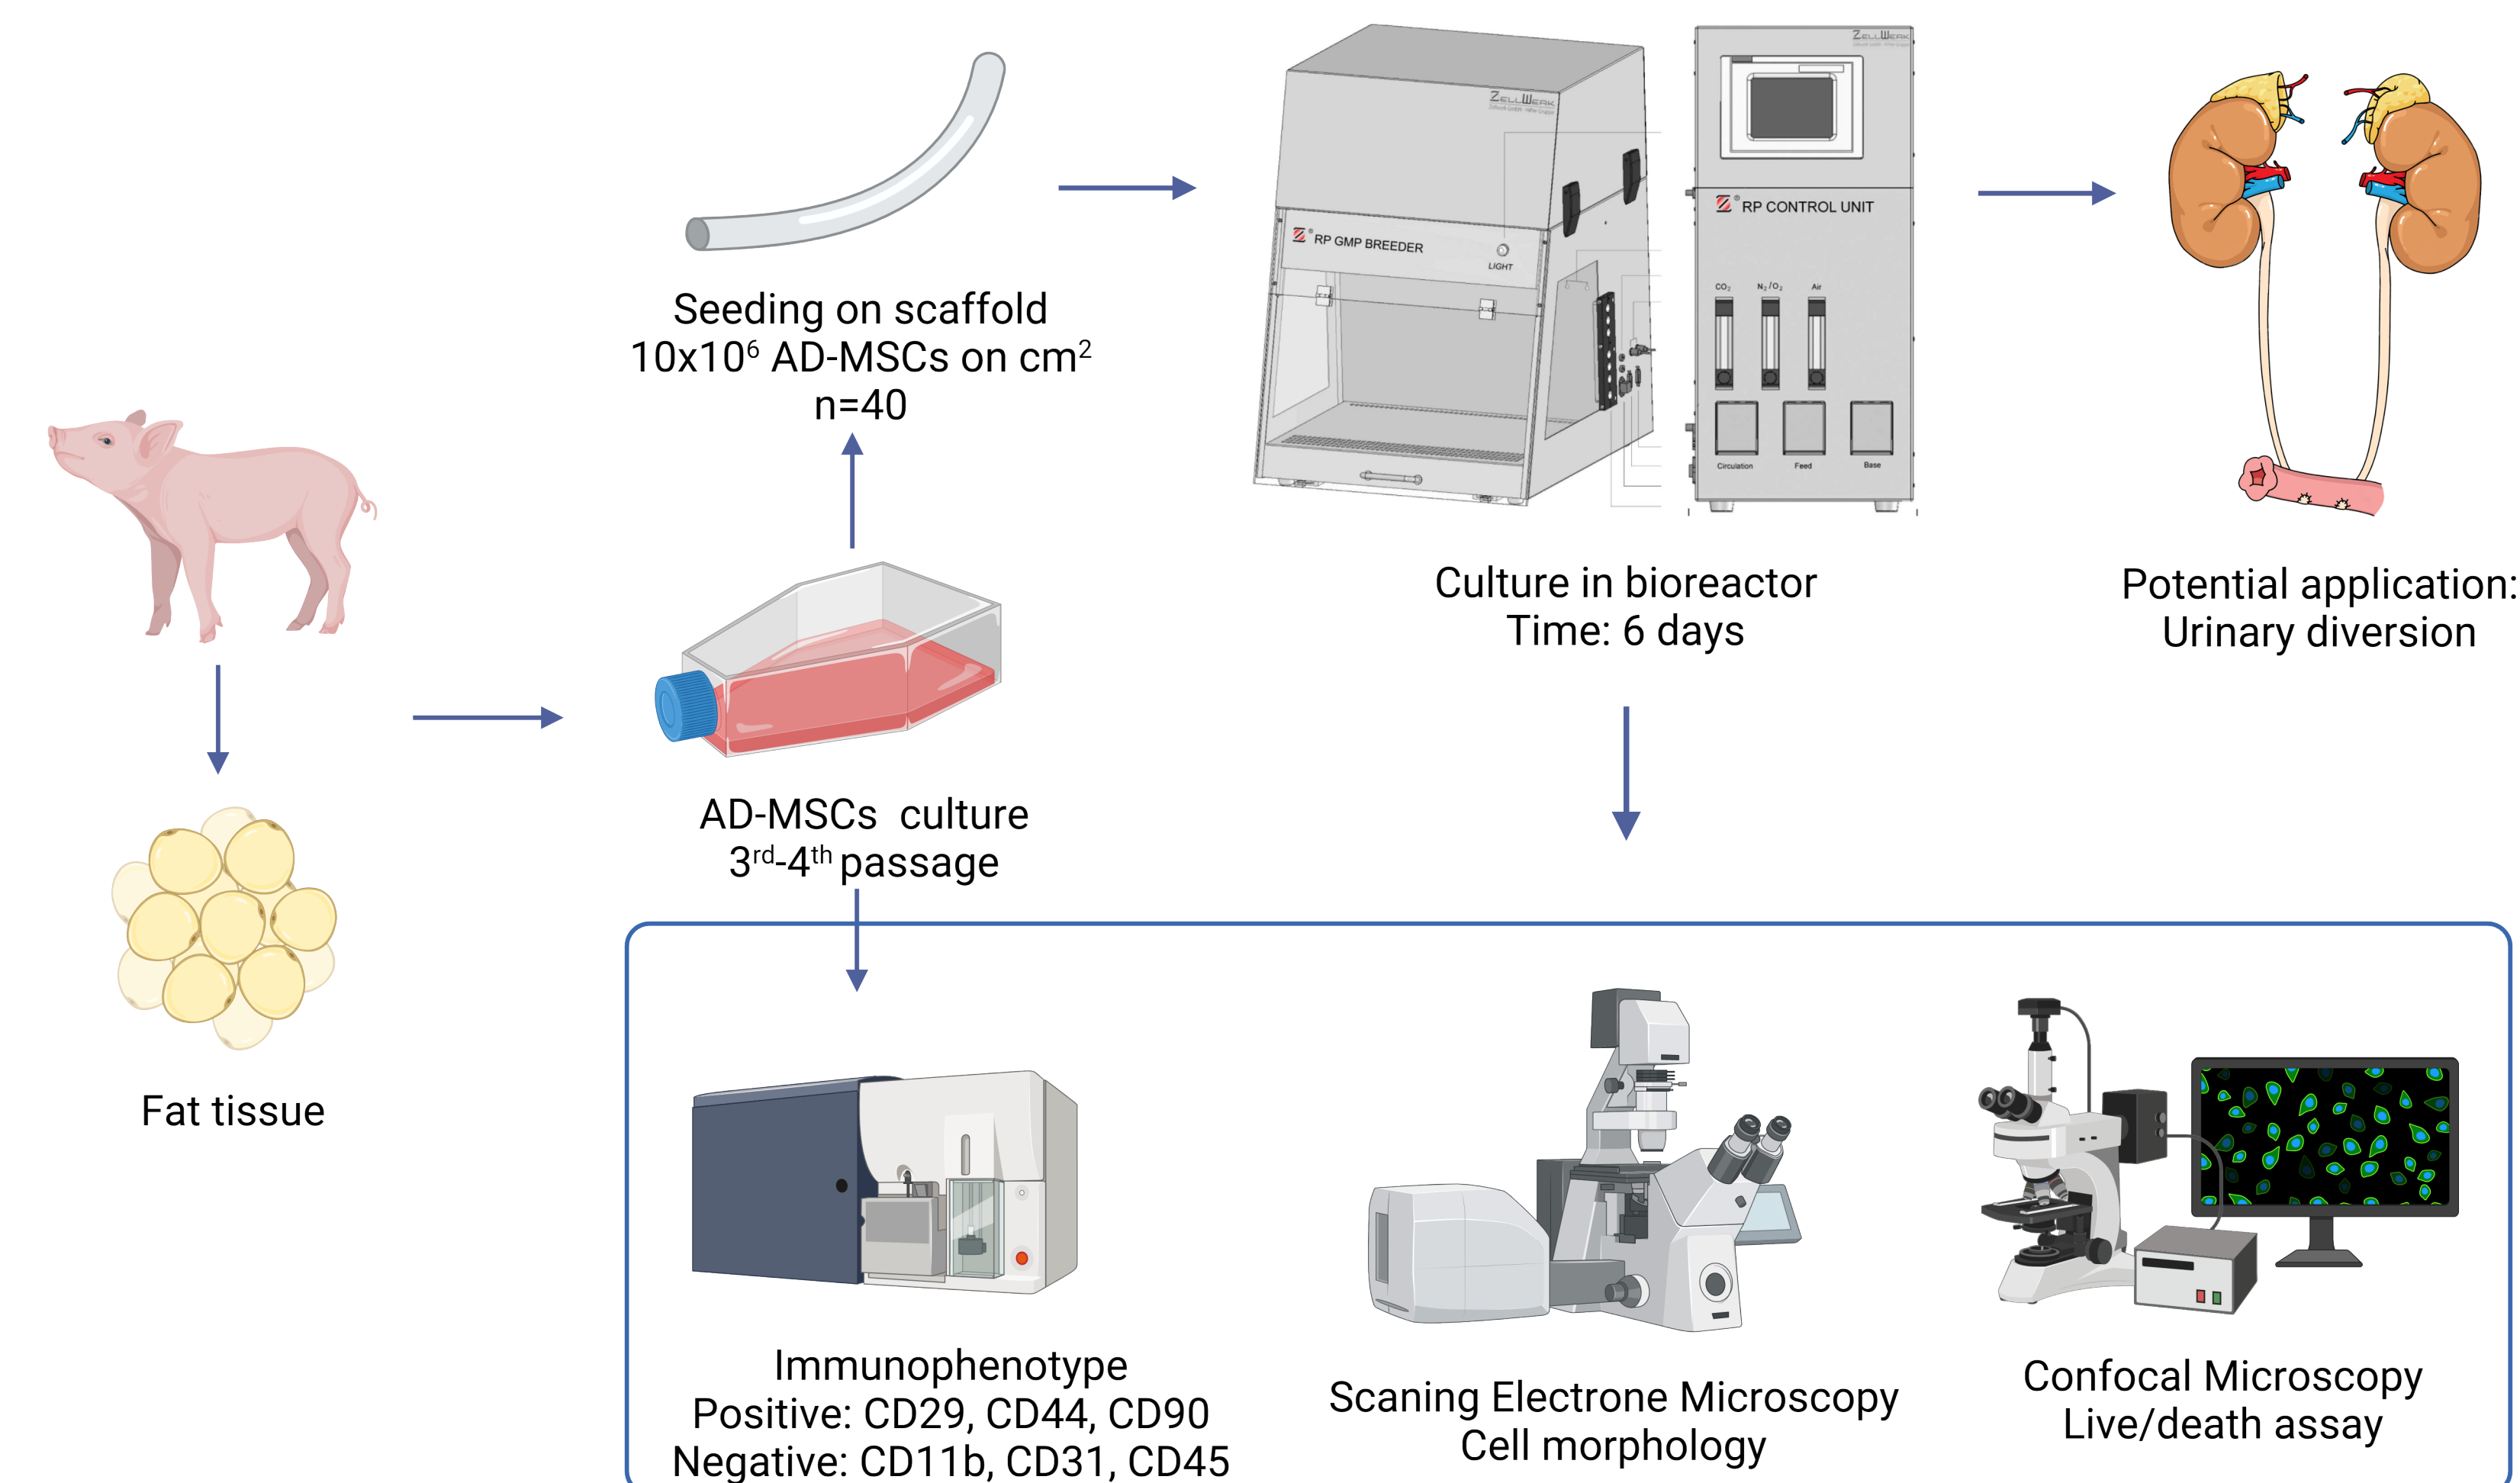 Seeding on scaffold
10x10⁶ AD-MSCs on cm²
n=40
ZELLWERK
RP GMP BREEDER
LIGHT
ZELLWERK
RP CONTROL UNIT
CO₂ N₂/O₂ Air
Circulation Feed Base
Culture in bioreactor
Time: 6 days
Potential application:
Urinary diversion
AD-MSCs culture
3rd-4th passage
Fat tissue
Immunophenotype
Positive: CD29, CD44, CD90
Negative: CD11b, CD31, CD45
Scaning Electrone Microscopy
Cell morphology
Confocal Microscopy
Live/death assay